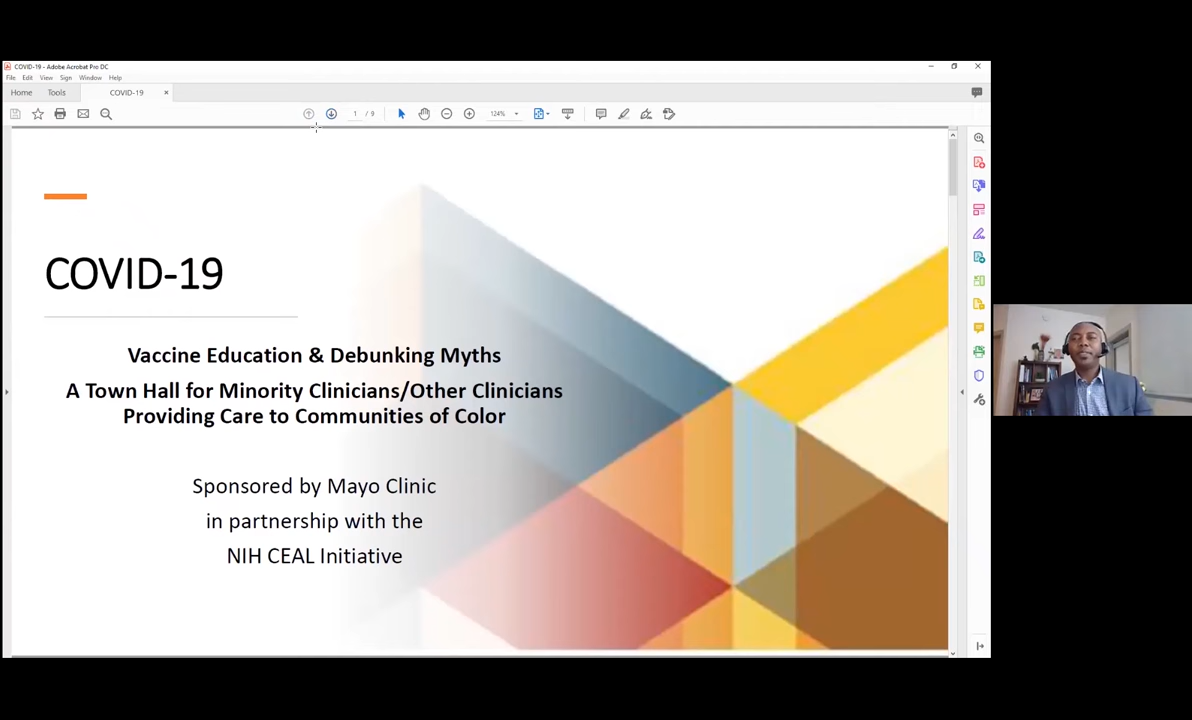 COVID-19 - Adobe Acrobat Pro DC
File Edit View Sign Window Help
Home Tools COVID-19
1 / 9 124%
COVID-19
Vaccine Education & Debunking Myths
A Town Hall for Minority Clinicians/Other Clinicians
Providing Care to Communities of Color
Sponsored by Mayo Clinic
in partnership with the
NIH CEAL Initiative